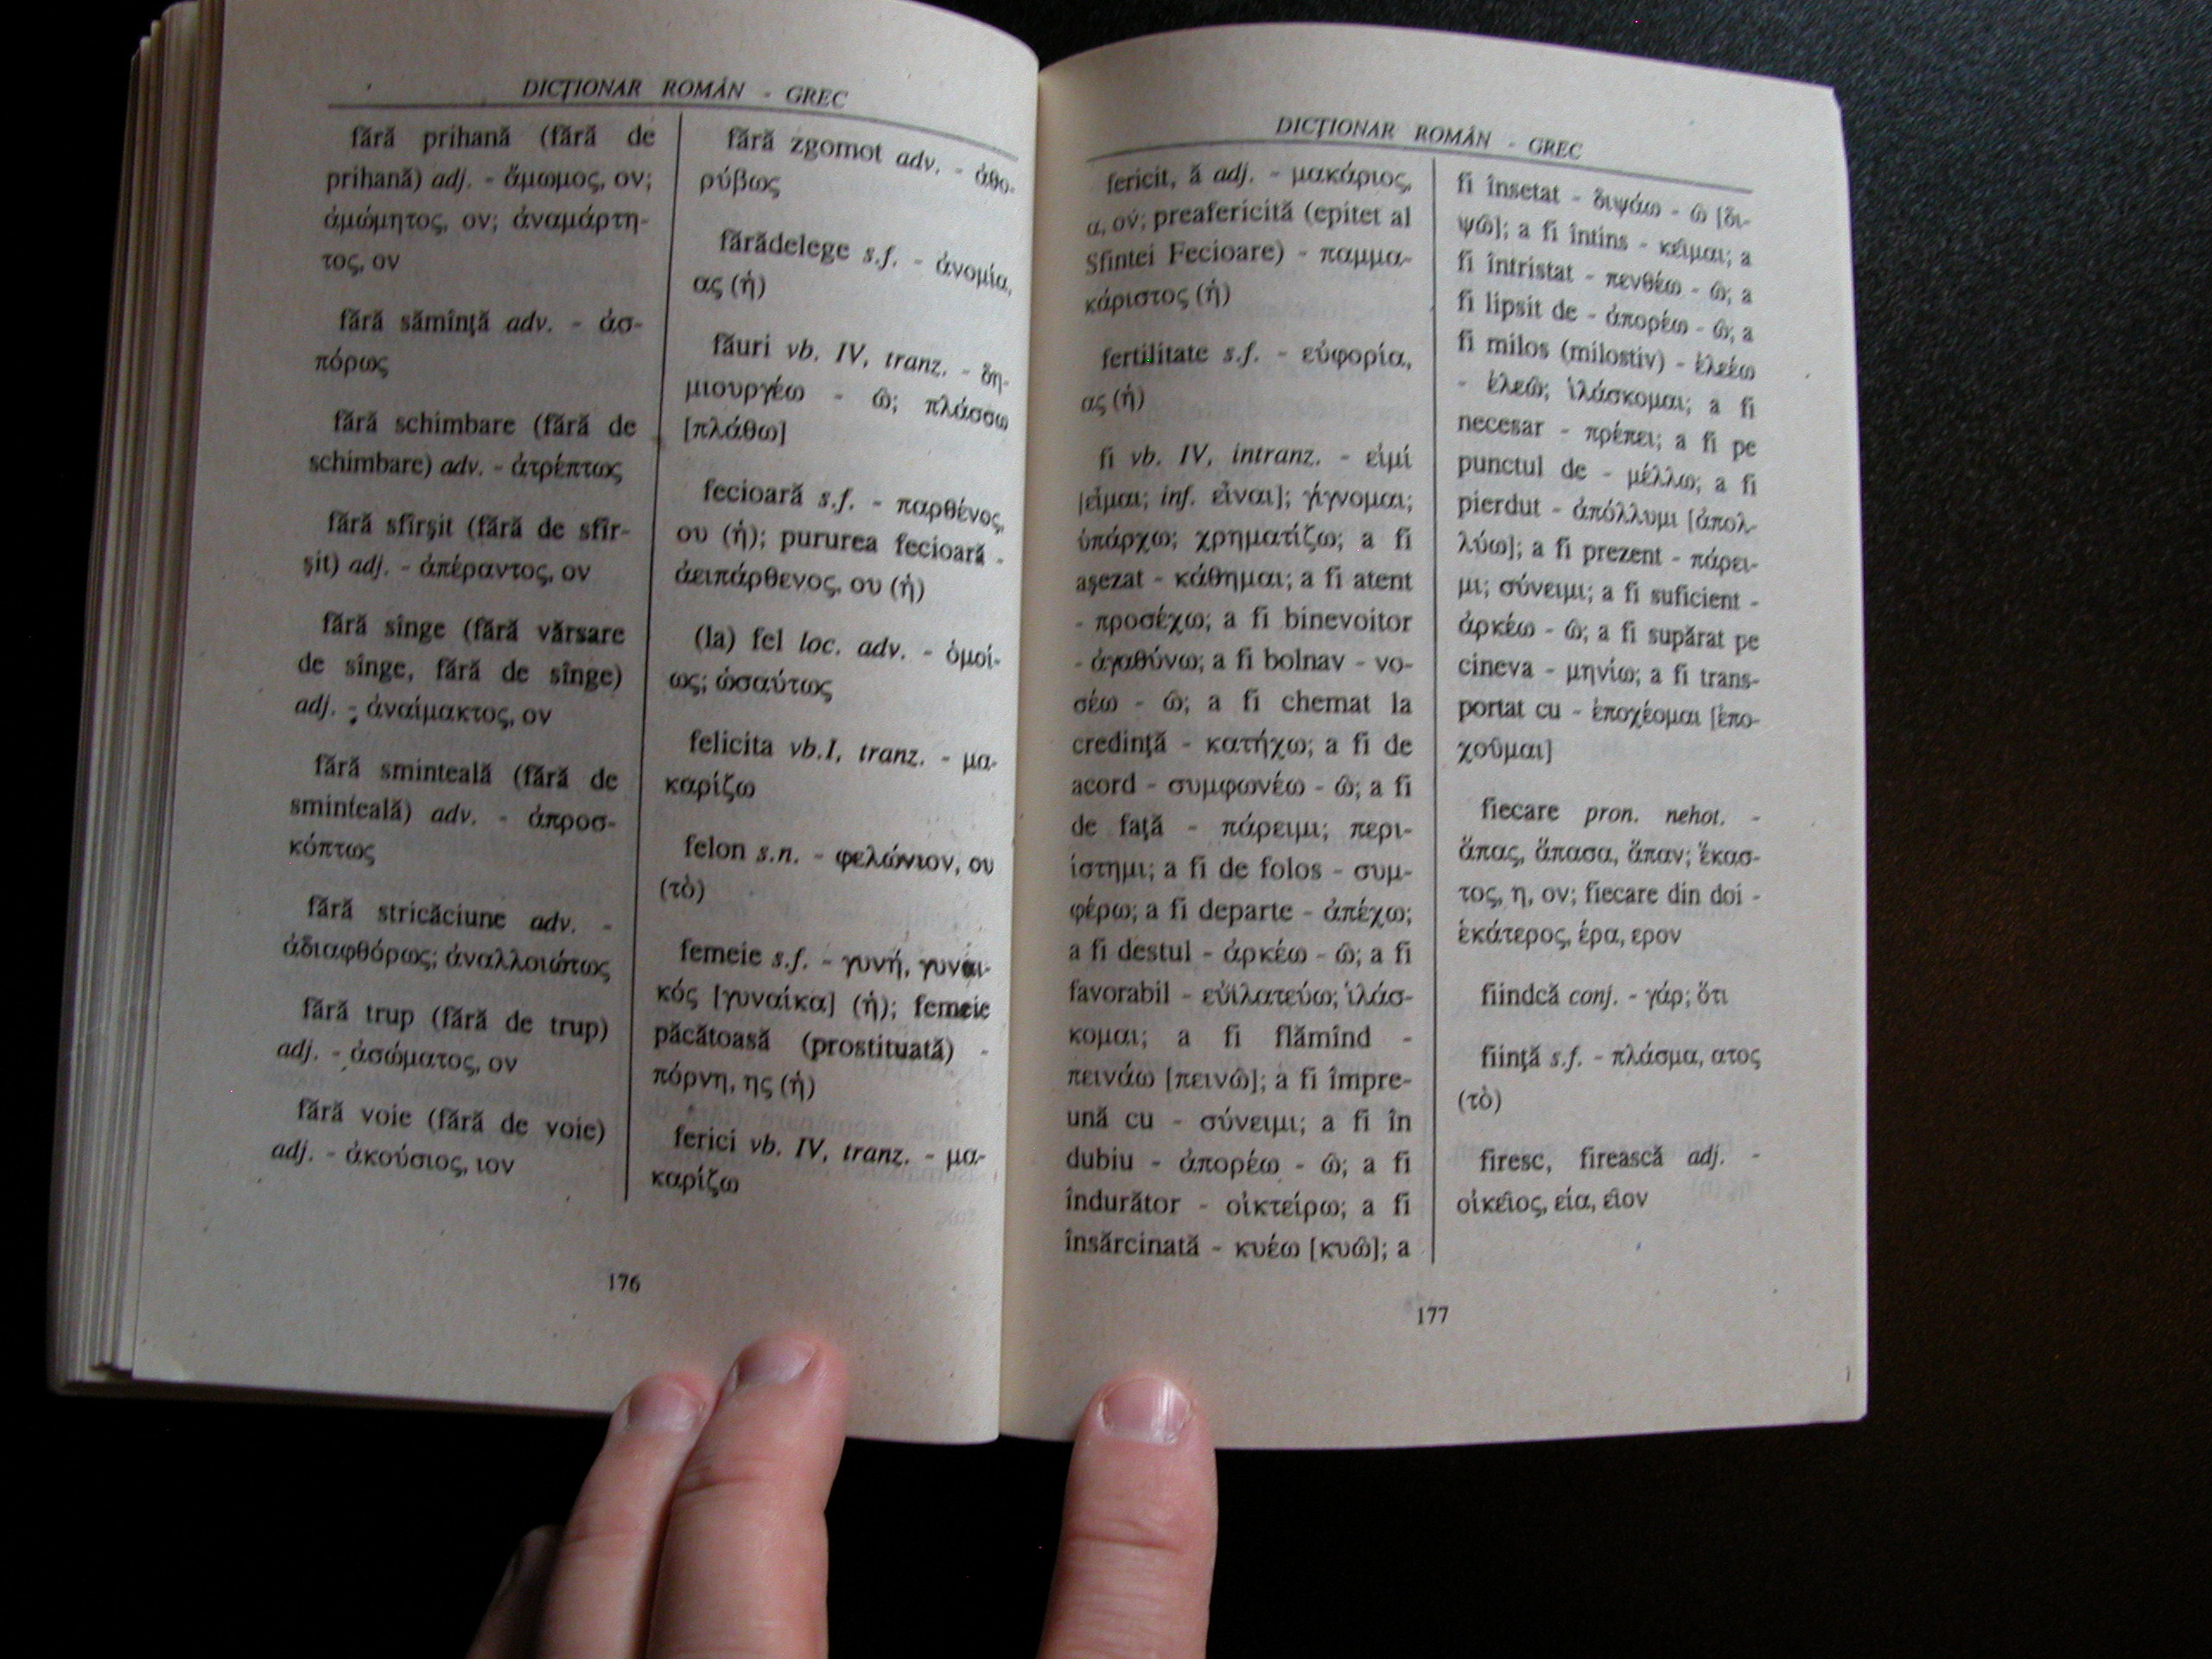 DICŢIONAR ROMÂN - GREC
fără prihană (fără de
prihană) adj. - ἄμωμος, ον;
ἀμώμητος, ον; ἀναμάρτη-
τος, ον
fără sămînţă adv. - ἀσ-
πόρως
fără schimbare (fără de
schimbare) adv. - ἀτρέπτως
fără sfîrşit (fără de sfîr-
şit) adj. - ἀπέραντος, ον
fără sînge (fără vărsare
de sînge, fără de sînge)
adj. - ἀναίμακτος, ον
fără sminteală (fără de
sminteală) adv. - ἀπροσ-
κόπτως
fără stricăciune adv. -
ἀδιαφθόρως; ἀναλλοιώτως
fără trup (fără de trup)
adj. - ἀσώματος, ον
fără voie (fără de voie)
adj. - ἀκούσιος, ιον
fără zgomot adv. - ἀθο-
ρύβως
fărădelege s.f. - ἀνομία,
ας (ἡ)
făuri vb. IV, tranz. - δη-
μιουργέω - ῶ; πλάσσω
[πλάθω]
fecioară s.f. - παρθένος,
ου (ἡ); pururea fecioară -
ἀειπάρθενος, ου (ἡ)
(la) fel loc. adv. - ὁμοί-
ως; ὡσαύτως
felicita vb.I, tranz. - μα-
καρίζω
felon s.n. - φελώνιον, ου
(τὸ)
femeie s.f. - γυνή, γυναι-
κός [γυναίκα] (ἡ); femeie
păcătoasă (prostituată) -
πόρνη, ης (ἡ)
ferici vb. IV, tranz. - μα-
καρίζω
176
DICŢIONAR ROMÂN - GREC
fericit, ă adj. - μακάριος,
α, ον; preafericită (epitet al
Sfintei Fecioare) - παμμα-
κάριστος (ἡ)
fertilitate s.f. - εὐφορία,
ας (ἡ)
fi vb. IV, intranz. - εἰμί
[εἶμαι; inf. εἶναι]; γίγνομαι;
ὑπάρχω; χρηματίζω; a fi
aşezat - κάθημαι; a fi atent
- προσέχω; a fi binevoitor
- ἀγαθύνω; a fi bolnav - νο-
σέω - ῶ; a fi chemat la
credinţă - κατήχω; a fi de
acord - συμφωνέω - ῶ; a fi
de faţă - πάρειμι; περι-
ίστημι; a fi de folos - συμ-
φέρω; a fi departe - ἀπέχω;
a fi destul - ἀρκέω - ῶ; a fi
favorabil - εὐϊλατεύω; ἱλάσ-
κομαι; a fi flămînd -
πεινάω [πεινῶ]; a fi împre-
ună cu - σύνειμι; a fi în
dubiu - ἀπορέω - ῶ; a fi
îndurător - οἰκτείρω; a fi
însărcinată - κυέω [κυῶ]; a
fi însetat - διψάω - ῶ [δι-
ψῶ]; a fi întins - κεῖμαι; a
fi întristat - πενθέω - ῶ; a
fi lipsit de - ἀπορέω - ῶ; a
fi milos (milostiv) - ἐλεέω
- ἐλεῶ; ἱλάσκομαι; a fi
necesar - πρέπει; a fi pe
punctul de - μέλλω; a fi
pierdut - ἀπόλλυμι [ἀπολ-
λύω]; a fi prezent - πάρει-
μι; σύνειμι; a fi suficient -
ἀρκέω - ῶ; a fi supărat pe
cineva - μηνίω; a fi trans-
portat cu - ἐποχέομαι [ἐπο-
χοῦμαι]
fiecare pron. nehot. -
ἅπας, ἅπασα, ἅπαν; ἕκασ-
τος, η, ον; fiecare din doi -
ἑκάτερος, έρα, ερον
fiindcă conj. - γάρ; ὅτι
fiinţă s.f. - πλάσμα, ατος
(τὸ)
firesc, firească adj. -
οἰκεῖος, εία, εῖον
177